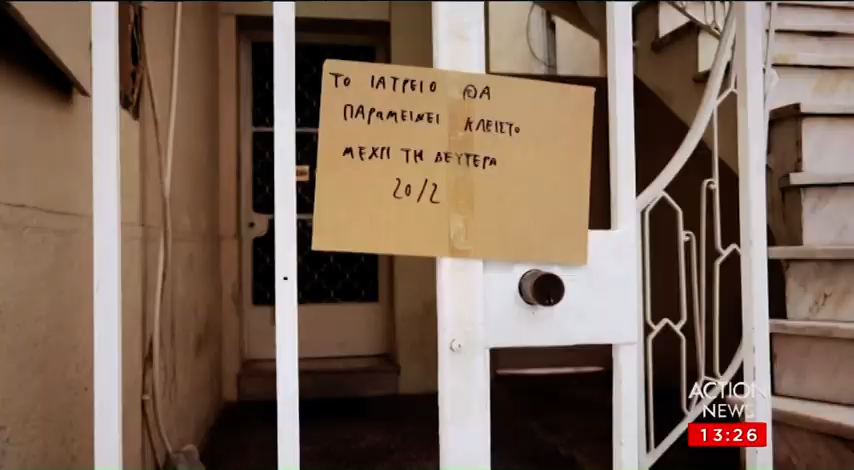 ΤΟ ΙΑΤΡΕΙΟ ΘΑ
ΠΑΡαΜΕΙΝΕΙ ΚΛΕΙΣΤο
ΜΕΧΡΙ ΤΗ ΔΕΥΤΕΡΑ
20/2
ACTION
NEWS
13:26